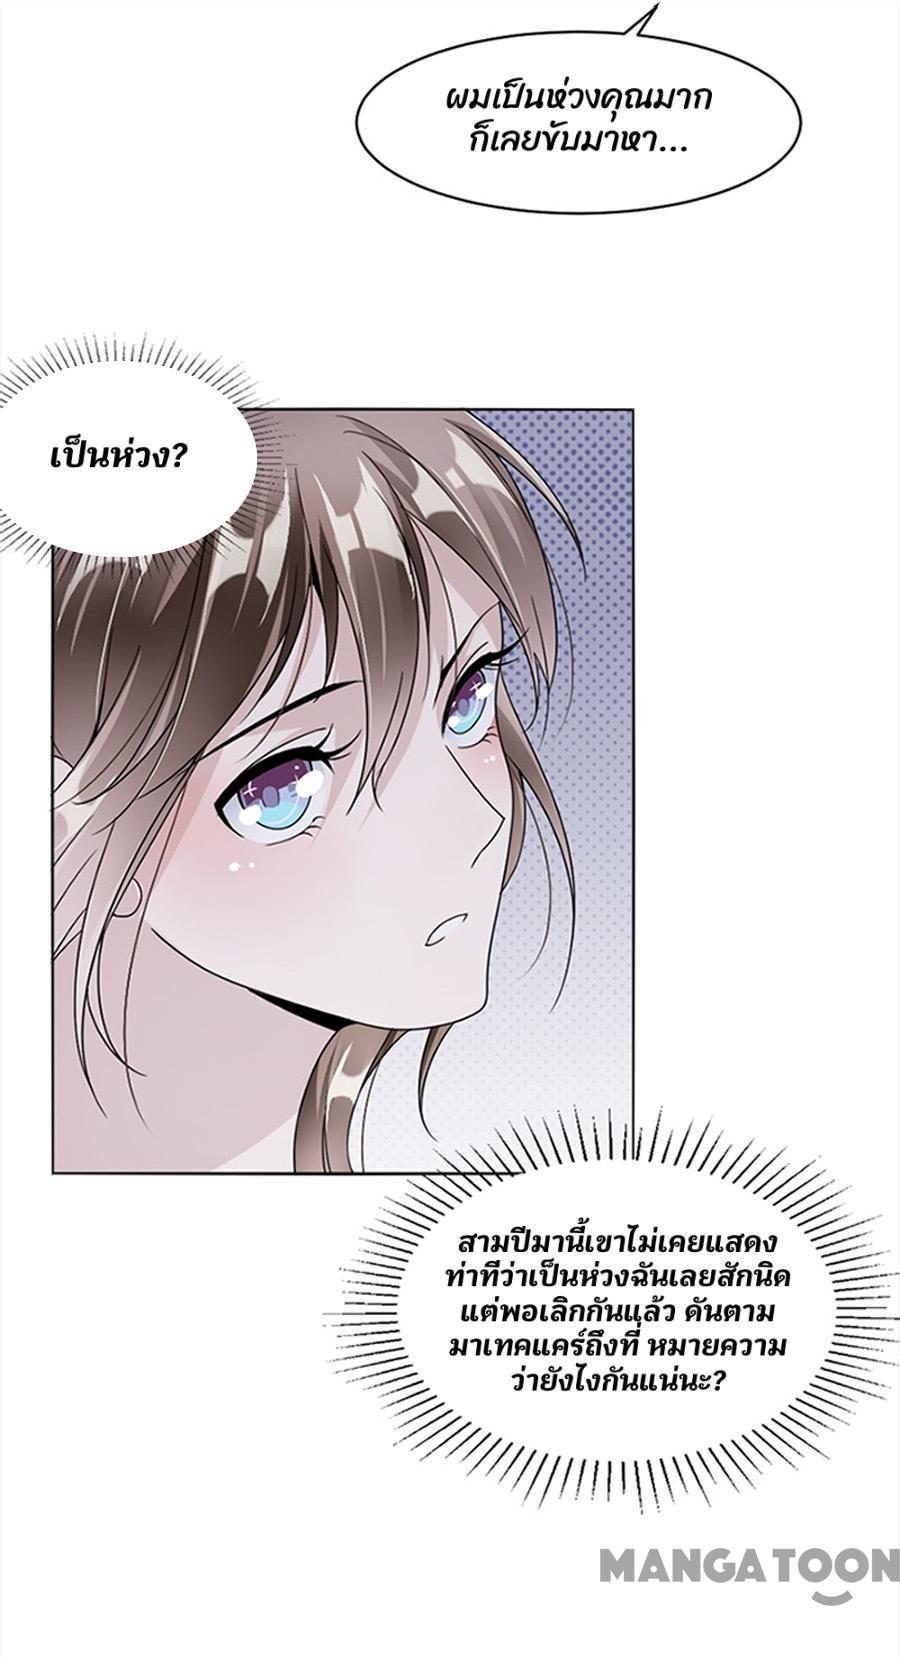 ผมเป็นห่วงคุณมาก
ก็เลยขับมาหา...
เป็นห่วง?
สามปีมานี้เขาไม่เคยแสดง
ท่าทีว่าเป็นห่วงฉันเลยสักนิด
แต่พอเลิกกันแล้ว ดันตาม
มาเทคแคร์ถึงที่ หมายความ
ว่ายังไงกันแน่นะ?
MANGATOON